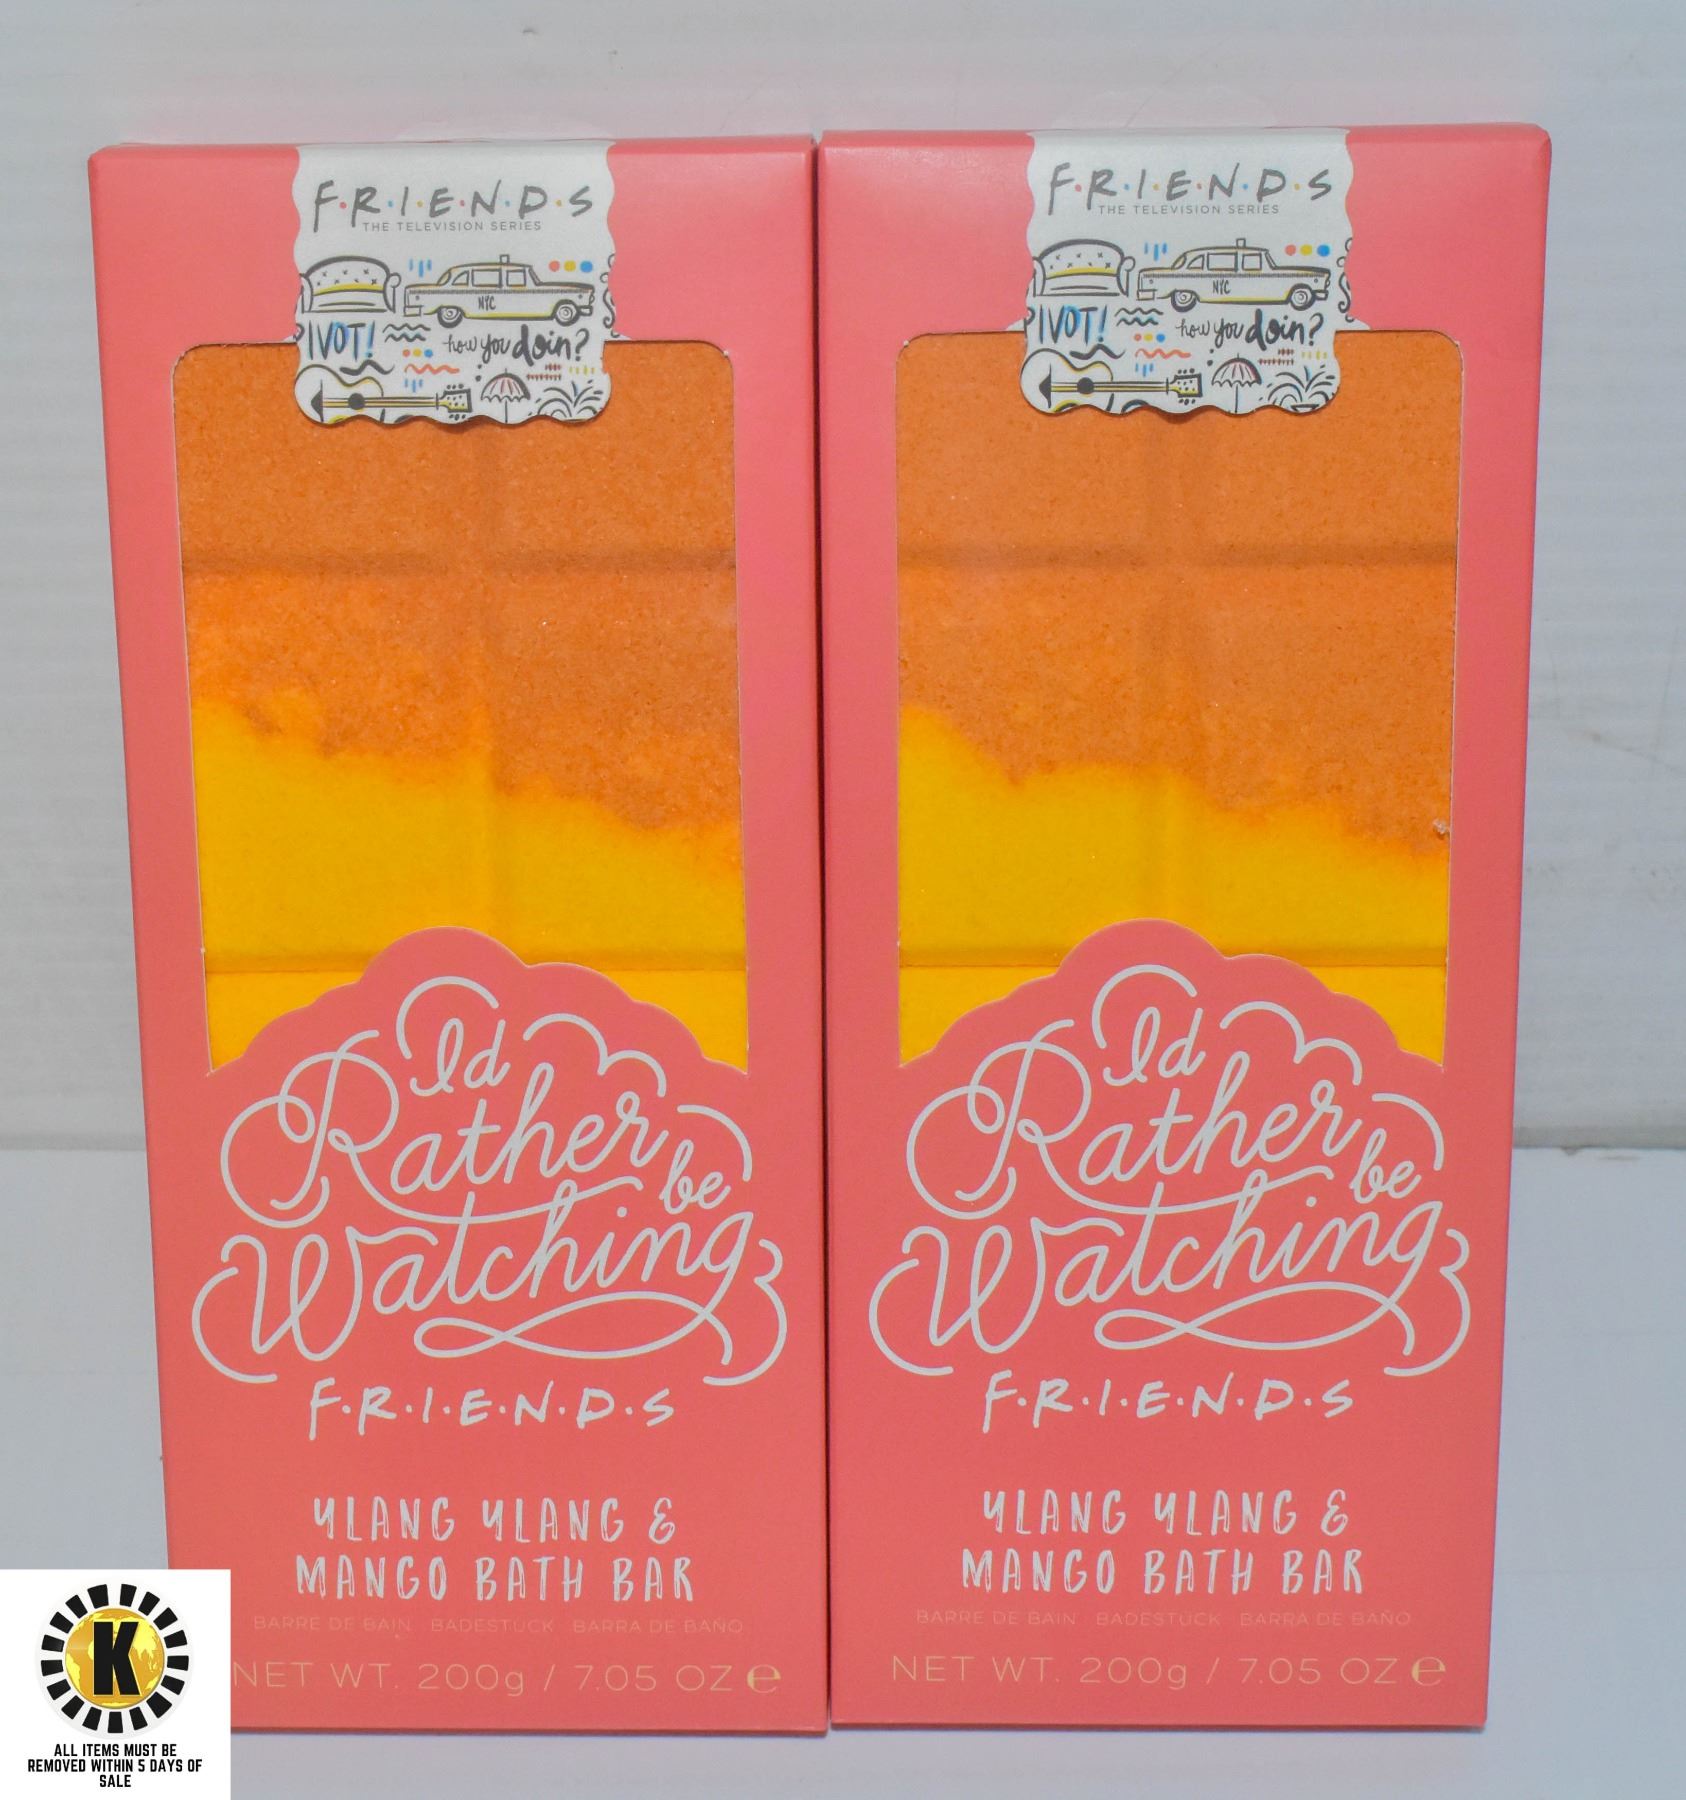 F·R·I·E·N·D·S
THE TELEVISION SERIES
NYC
PIVOT!
how you doin?
Id
Rather
be
Watching
F·R·I·E·N·D·S
YLANG YLANG &
MANGO BATH BAR
BARRE DE BAIN BADESTÜCK BARRA DE BAÑO
NET WT. 200g / 7.05 OZ e
F·R·I·E·N·D·S
THE TELEVISION SERIES
NYC
PIVOT!
how you doin?
Id
Rather
be
Watching
F·R·I·E·N·D·S
YLANG YLANG &
MANGO BATH BAR
BARRE DE BAIN BADESTÜCK BARRA DE BAÑO
NET WT. 200g / 7.05 OZ e
K
ALL ITEMS MUST BE
REMOVED WITHIN 5 DAYS OF
SALE